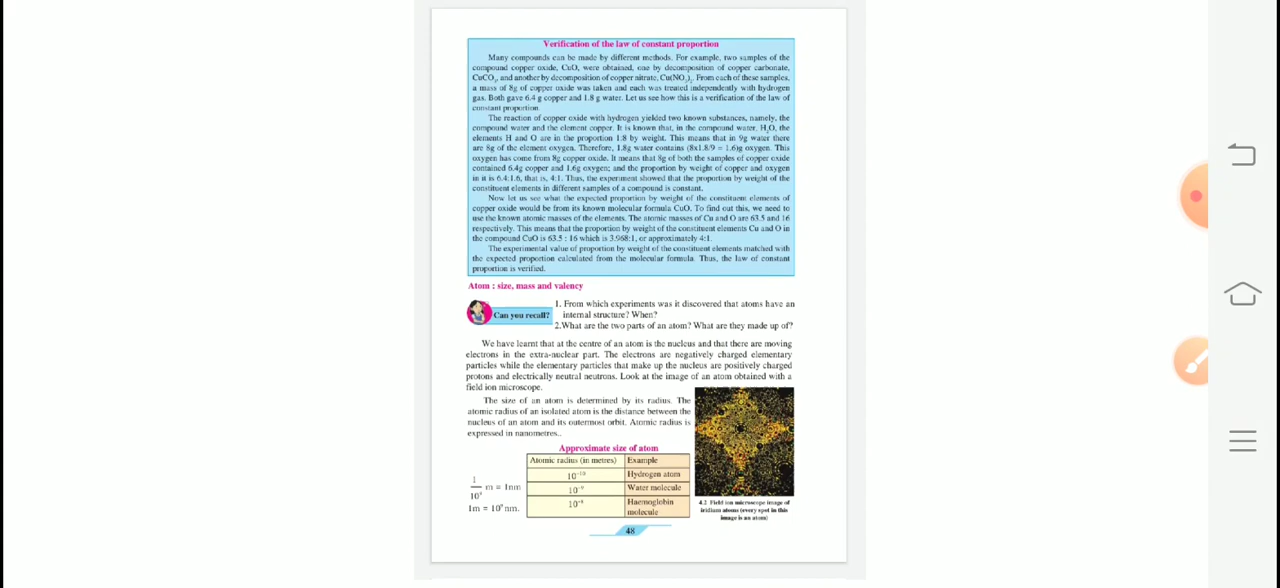 Verification of the law of constant proportion
Many compounds can be made by different methods. For example, two samples of the
compound copper oxide, CuO, were obtained, one by decomposition of copper carbonate,
CuCO₃, and another by decomposition of copper nitrate, Cu(NO₃)₂. From each of these samples,
a mass of 8g of copper oxide was taken and each was treated independently with hydrogen
gas. Both gave 6.4 g copper and 1.8 g water. Let us see how this is a verification of the law of
constant proportion.
The reaction of copper oxide with hydrogen yielded two known substances, namely, the
compound water and the element copper. It is known that, in the compound water, H₂O, the
elements H and O are in the proportion 1:8 by weight. This means that in 9g water there
are 8g of the element oxygen. Therefore, 1.8g water contains (8x1.8/9 = 1.6)g oxygen. This
oxygen has come from 8g copper oxide. It means that 8g of both the samples of copper oxide
contained 6.4g copper and 1.6g oxygen; and the proportion by weight of copper and oxygen
in it is 6.4:1.6, that is, 4:1. Thus, the experiment showed that the proportion by weight of the
constituent elements in different samples of a compound is constant.
Now let us see what the expected proportion by weight of the constituent elements of
copper oxide would be from its known molecular formula CuO. To find out this, we need to
use the known atomic masses of the elements. The atomic masses of Cu and O are 63.5 and 16
respectively. This means that the proportion by weight of the constituent elements Cu and O in
the compound CuO is 63.5 : 16 which is 3.968:1, or approximately 4:1.
The experimental value of proportion by weight of the constituent elements matched with
the expected proportion calculated from the molecular formula. Thus, the law of constant
proportion is verified.
Atom : size, mass and valency
Can you recall?
1. From which experiments was it discovered that atoms have an
internal structure? When?
2.What are the two parts of an atom? What are they made up of?
We have learnt that at the centre of an atom is the nucleus and that there are moving
electrons in the extra-nuclear part. The electrons are negatively charged elementary
particles while the elementary particles that make up the nucleus are positively charged
protons and electrically neutral neutrons. Look at the image of an atom obtained with a
field ion microscope.
The size of an atom is determined by its radius. The
atomic radius of an isolated atom is the distance between the
nucleus of an atom and its outermost orbit. Atomic radius is
expressed in nanometres..
Approximate size of atom
Atomic radius (in metres) Example
10⁻¹⁰ Hydrogen atom
10⁻⁹ Water molecule
10⁻⁸ Haemoglobin
molecule
1
10⁹ m = 1nm
1m = 10⁹ nm.
4.2 Field ion microscope image of
iridium atoms (every spot in this
image is an atom)
48